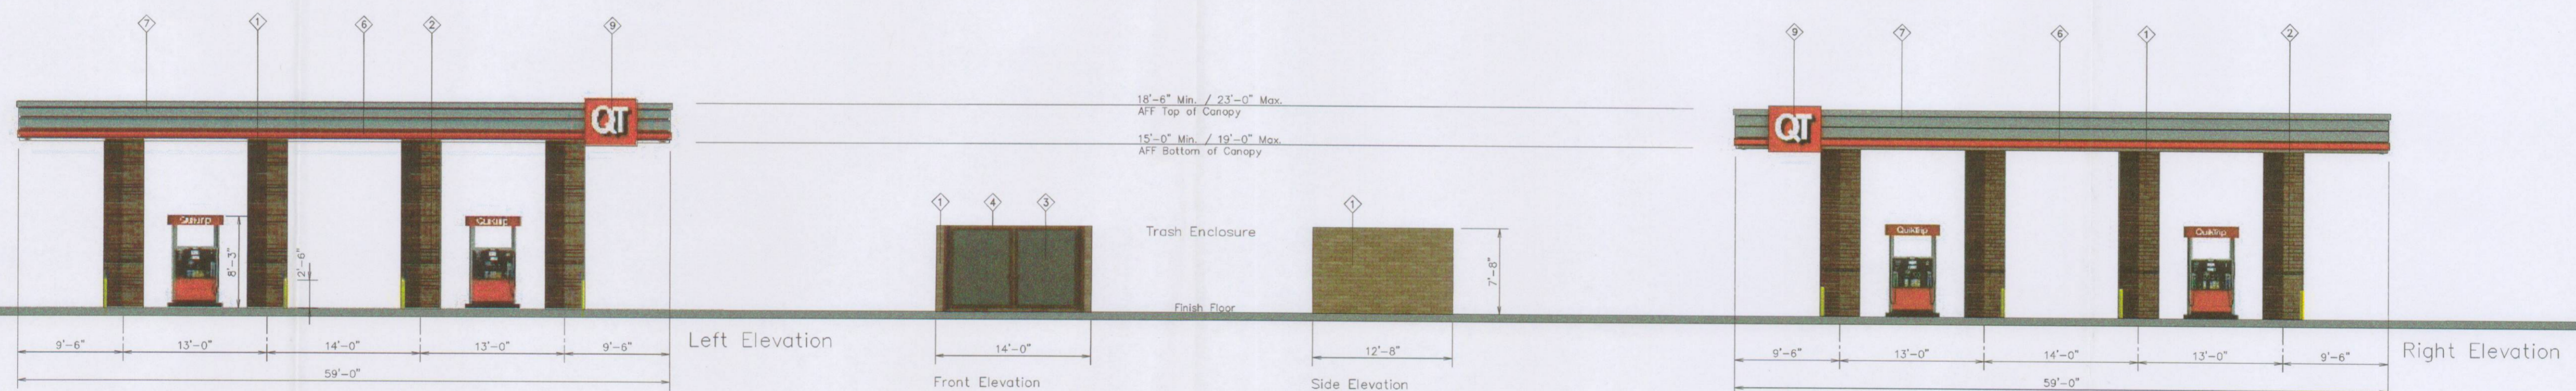 7 1 6 2 9
9 7 6 1 2
QT
QT
18'-6" Min. / 23'-0" Max.
AFF Top of Canopy
15'-0" Min. / 19'-0" Max.
AFF Bottom of Canopy
QuikTrip
QuikTrip
8'-3"
2'-6"
1 4 3
Trash Enclosure
1
7'-8"
Finish Floor
QuikTrip
QuikTrip
9'-6" 13'-0" 14'-0" 13'-0" 9'-6"
59'-0"
Left Elevation
14'-0"
Front Elevation
12'-8"
Side Elevation
9'-6" 13'-0" 14'-0" 13'-0" 9'-6"
59'-0"
Right Elevation